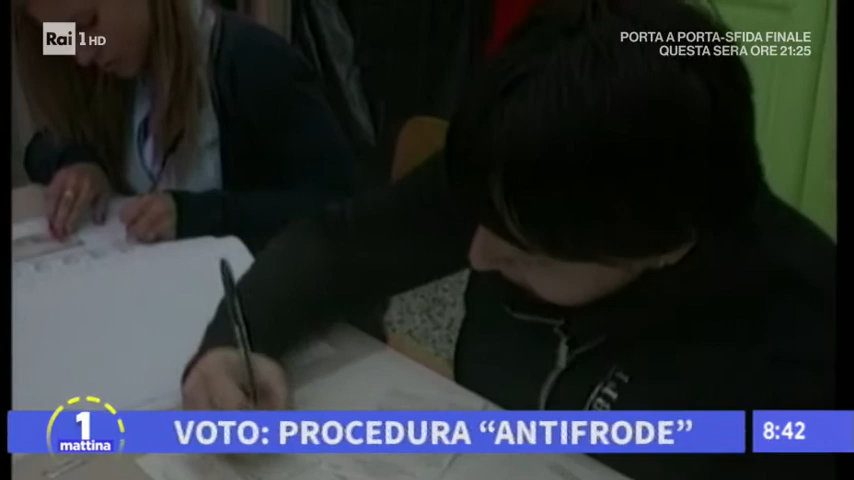 Rai 1 HD
PORTA A PORTA-SFIDA FINALE
QUESTA SERA ORE 21:25
1
mattina
VOTO: PROCEDURA “ANTIFRODE”
8:42